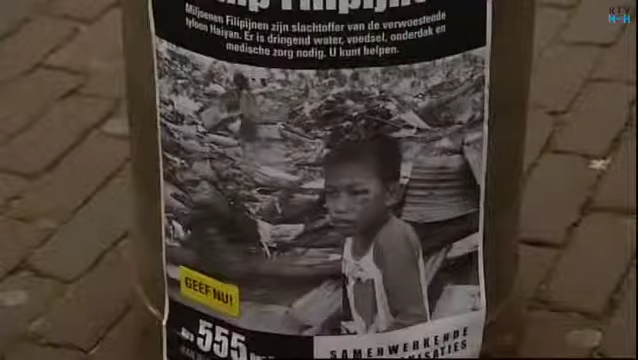 RTV
N-H
Miljoenen Filipijnen zijn slachtoffer van de verwoestende
tyfoon Haiyan. Er is dringend water, voedsel, onderdak en
medische zorg nodig. U kunt helpen.
GEEF NU!
555
SAMENWERKENDE